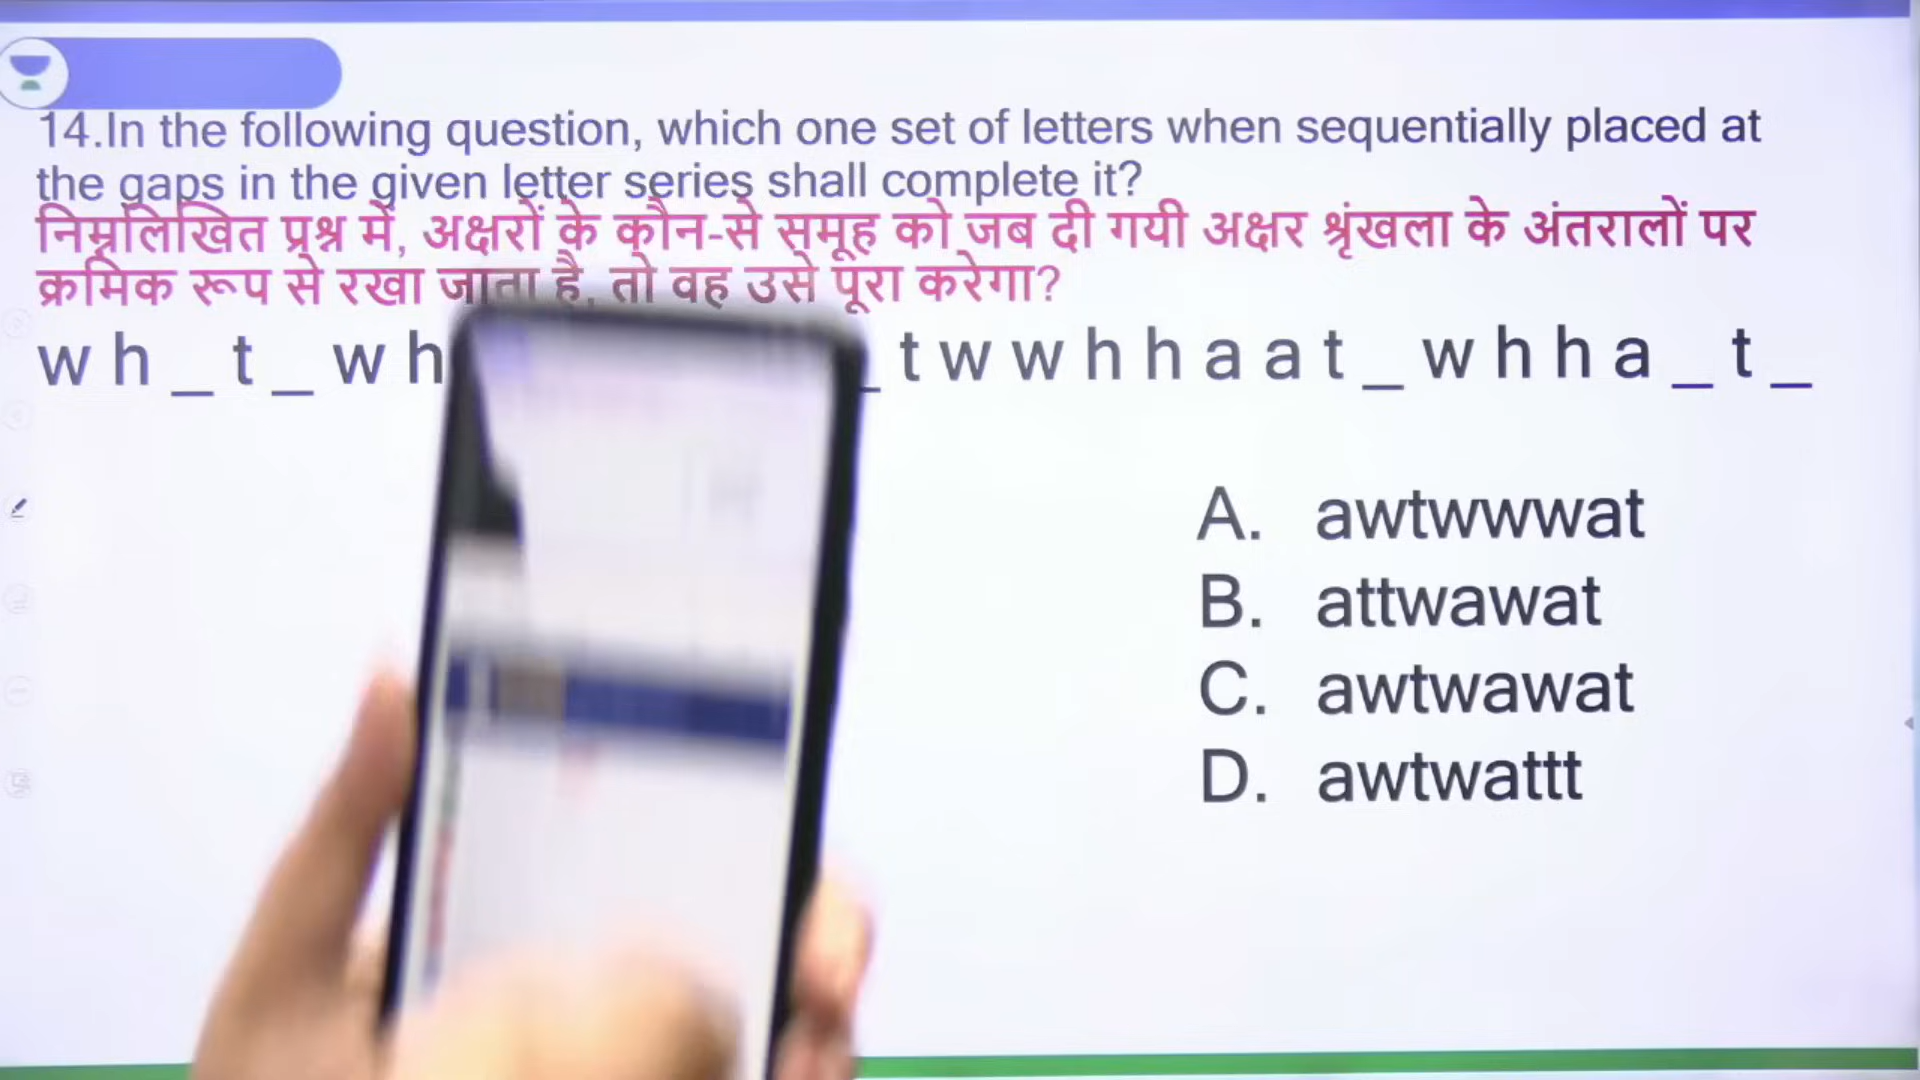 14.In the following question, which one set of letters when sequentially placed at
the gaps in the given letter series shall complete it?
निम्नलिखित प्रश्न में, अक्षरों के कौन-से समूह को जब दी गयी अक्षर श्रृंखला के अंतरालों पर
क्रमिक रूप से रखा जाता है, तो वह उसे पूरा करेगा?
w h _ t _ w h _ t w w h h a a t _ w h h a _ t _
A. awtwwwat
B. attwawat
C. awtwawat
D. awtwattt